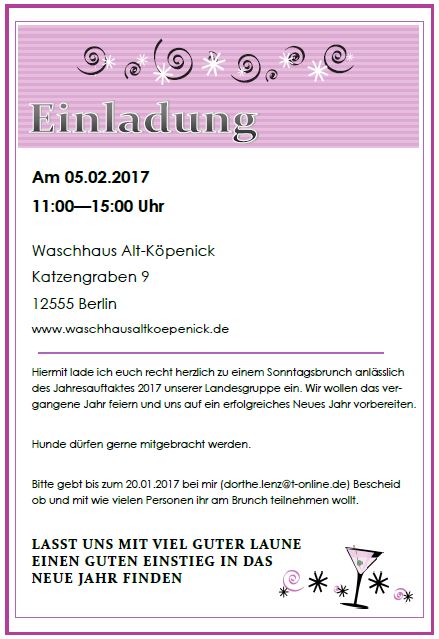 Einladung
Am 05.02.2017
11:00—15:00 Uhr
Waschhaus Alt-Köpenick
Katzengraben 9
12555 Berlin
www.waschhausaltkoepenick.de
Hiermit lade ich euch recht herzlich zu einem Sonntagsbrunch anlässlich
des Jahresauftaktes 2017 unserer Landesgruppe ein. Wir wollen das ver-
gangene Jahr feiern und uns auf ein erfolgreiches Neues Jahr vorbereiten.
Hunde dürfen gerne mitgebracht werden.
Bitte gebt bis zum 20.01.2017 bei mir (dorthe.lenz@t-online.de) Bescheid
ob und mit wie vielen Personen ihr am Brunch teilnehmen wollt.
LASST UNS MIT VIEL GUTER LAUNE
EINEN GUTEN EINSTIEG IN DAS
NEUE JAHR FINDEN